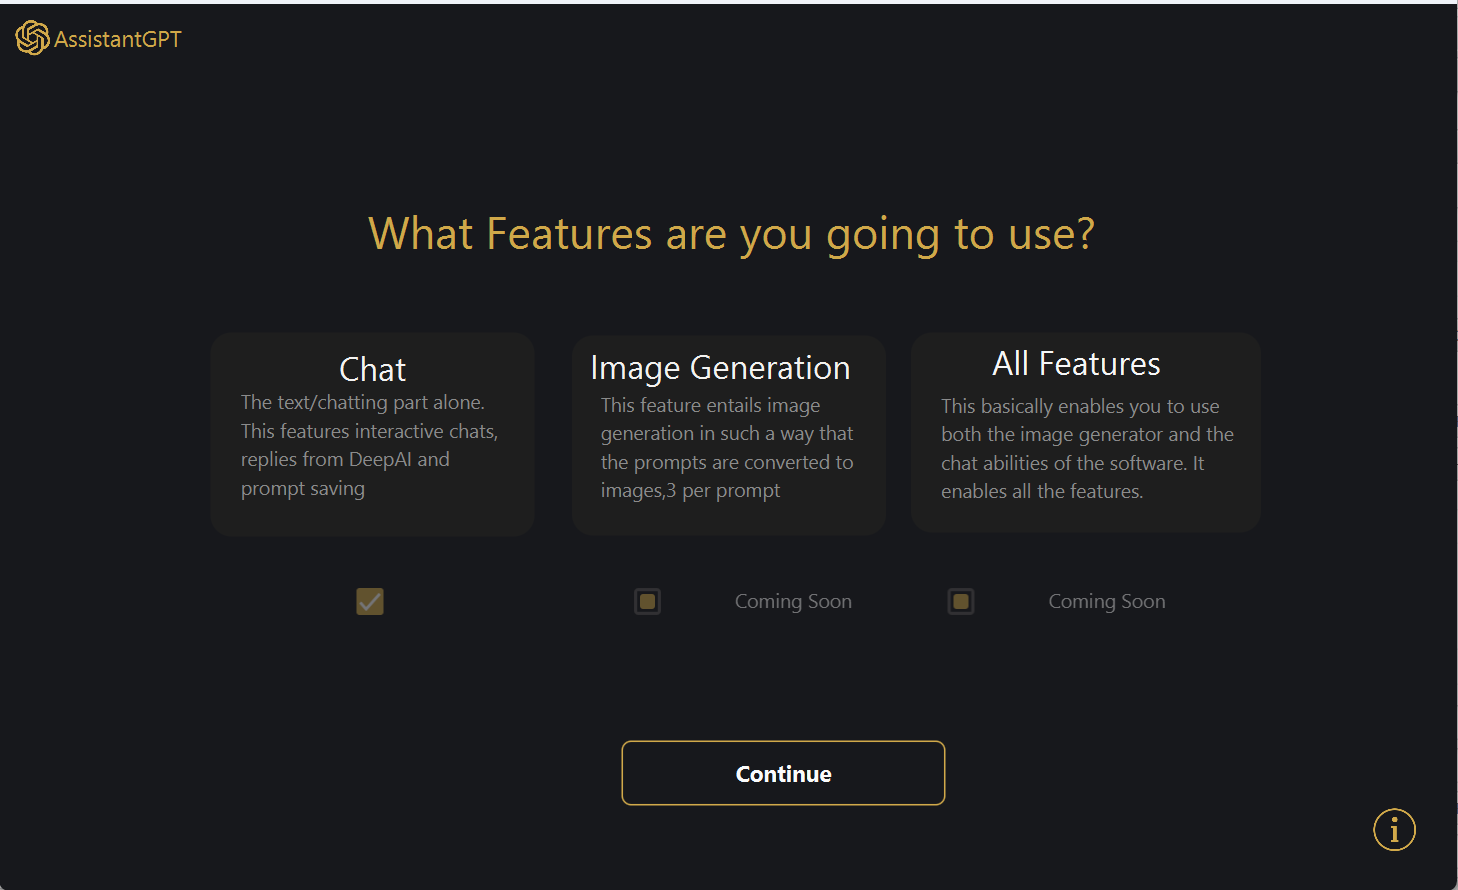 AssistantGPT
What Features are you going to use?
Chat
The text/chatting part alone.
This features interactive chats,
replies from DeepAI and
prompt saving
Image Generation
This feature entails image
generation in such a way that
the prompts are converted to
images,3 per prompt
All Features
This basically enables you to use
both the image generator and the
chat abilities of the software. It
enables all the features.
Coming Soon
Coming Soon
Continue
i